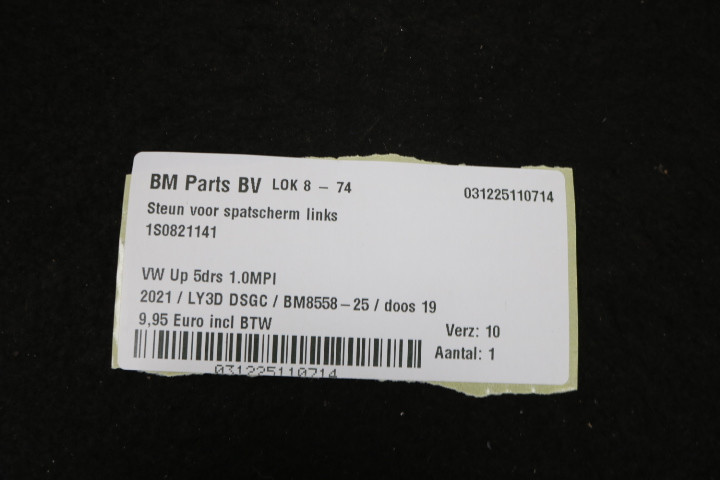 BM Parts BV LOK 8 - 74
031225110714
Steun voor spatscherm links
1S0821141
VW Up 5drs 1.0MPI
2021 / LY3D DSGC / BM8558-25 / doos 19
9,95 Euro incl BTW
Verz: 10
Aantal: 1
031225110714